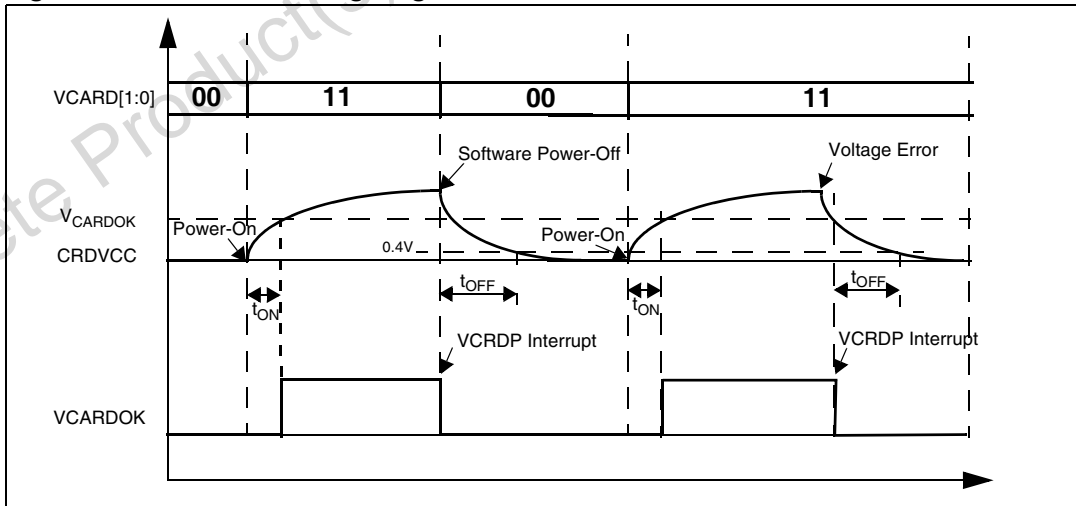 VCARD[1:0] 00 11 00 11
Software Power-Off
Voltage Error
VCARDOK
Power-On
0.4V
Power-On
CRDVCC
tON
tOFF
tON
tOFF
VCRDP Interrupt
VCRDP Interrupt
VCARDOK